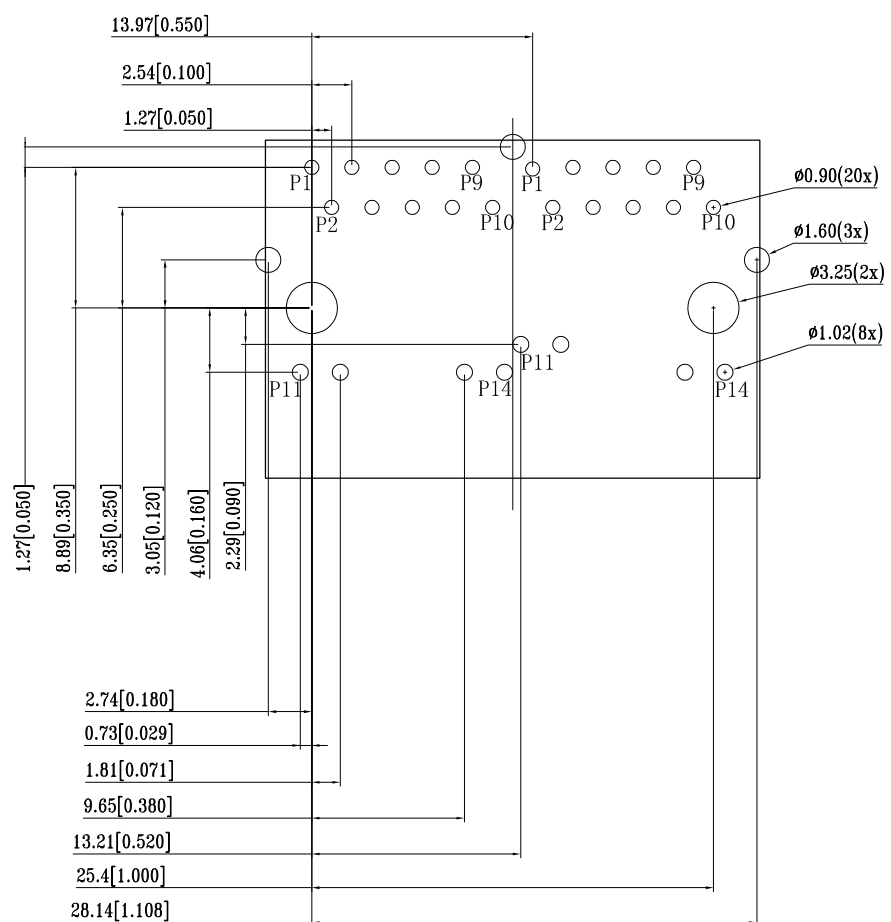 13.97[0.550]
2.54[0.100]
1.27[0.050]
P1 P9 P1 P9
ø0.90(20x)
P2 P10 P2 P10
ø1.60(3x)
ø3.25(2x)
ø1.02(8x)
P11
P11 P14 P14
1.27[0.050]
8.89[0.350]
6.35[0.250]
3.05[0.120]
4.06[0.160]
2.29[0.090]
2.74[0.180]
0.73[0.029]
1.81[0.071]
9.65[0.380]
13.21[0.520]
25.4[1.000]
28.14[1.108]